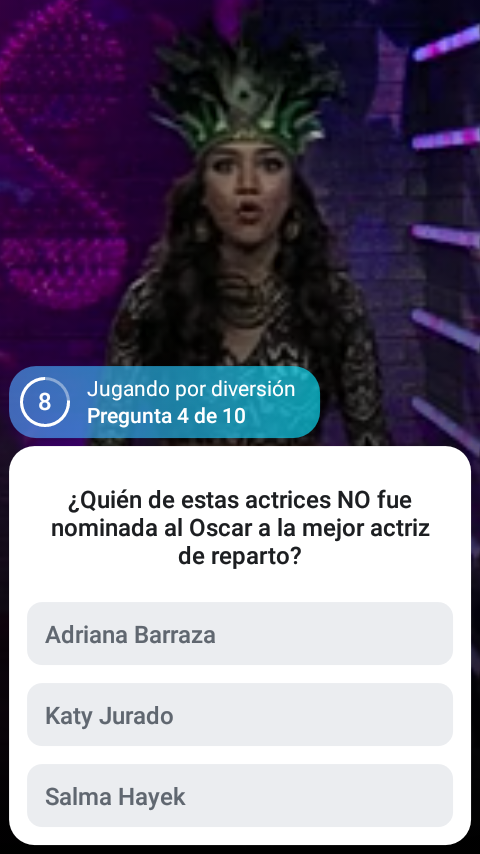 8
Jugando por diversión
Pregunta 4 de 10
¿Quién de estas actrices NO fue
nominada al Oscar a la mejor actriz
de reparto?
Adriana Barraza
Katy Jurado
Salma Hayek